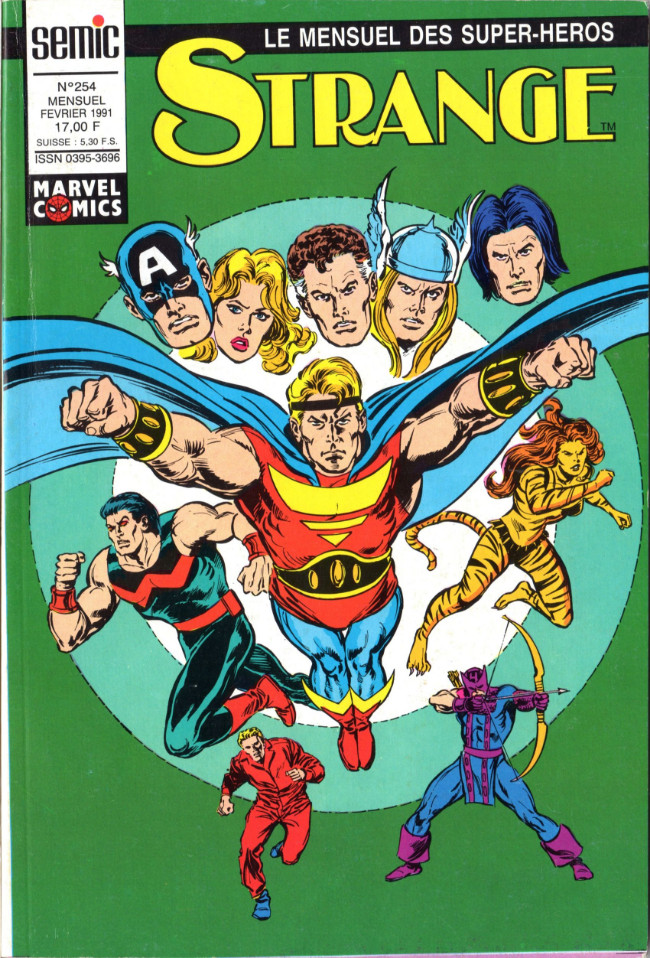 semic
N°254
MENSUEL
FEVRIER 1991
17,00 F
SUISSE : 5,30 F.S.
ISSN 0395-3696
MARVEL
COMICS
LE MENSUEL DES SUPER-HEROS
STRANGE
TM
A
H